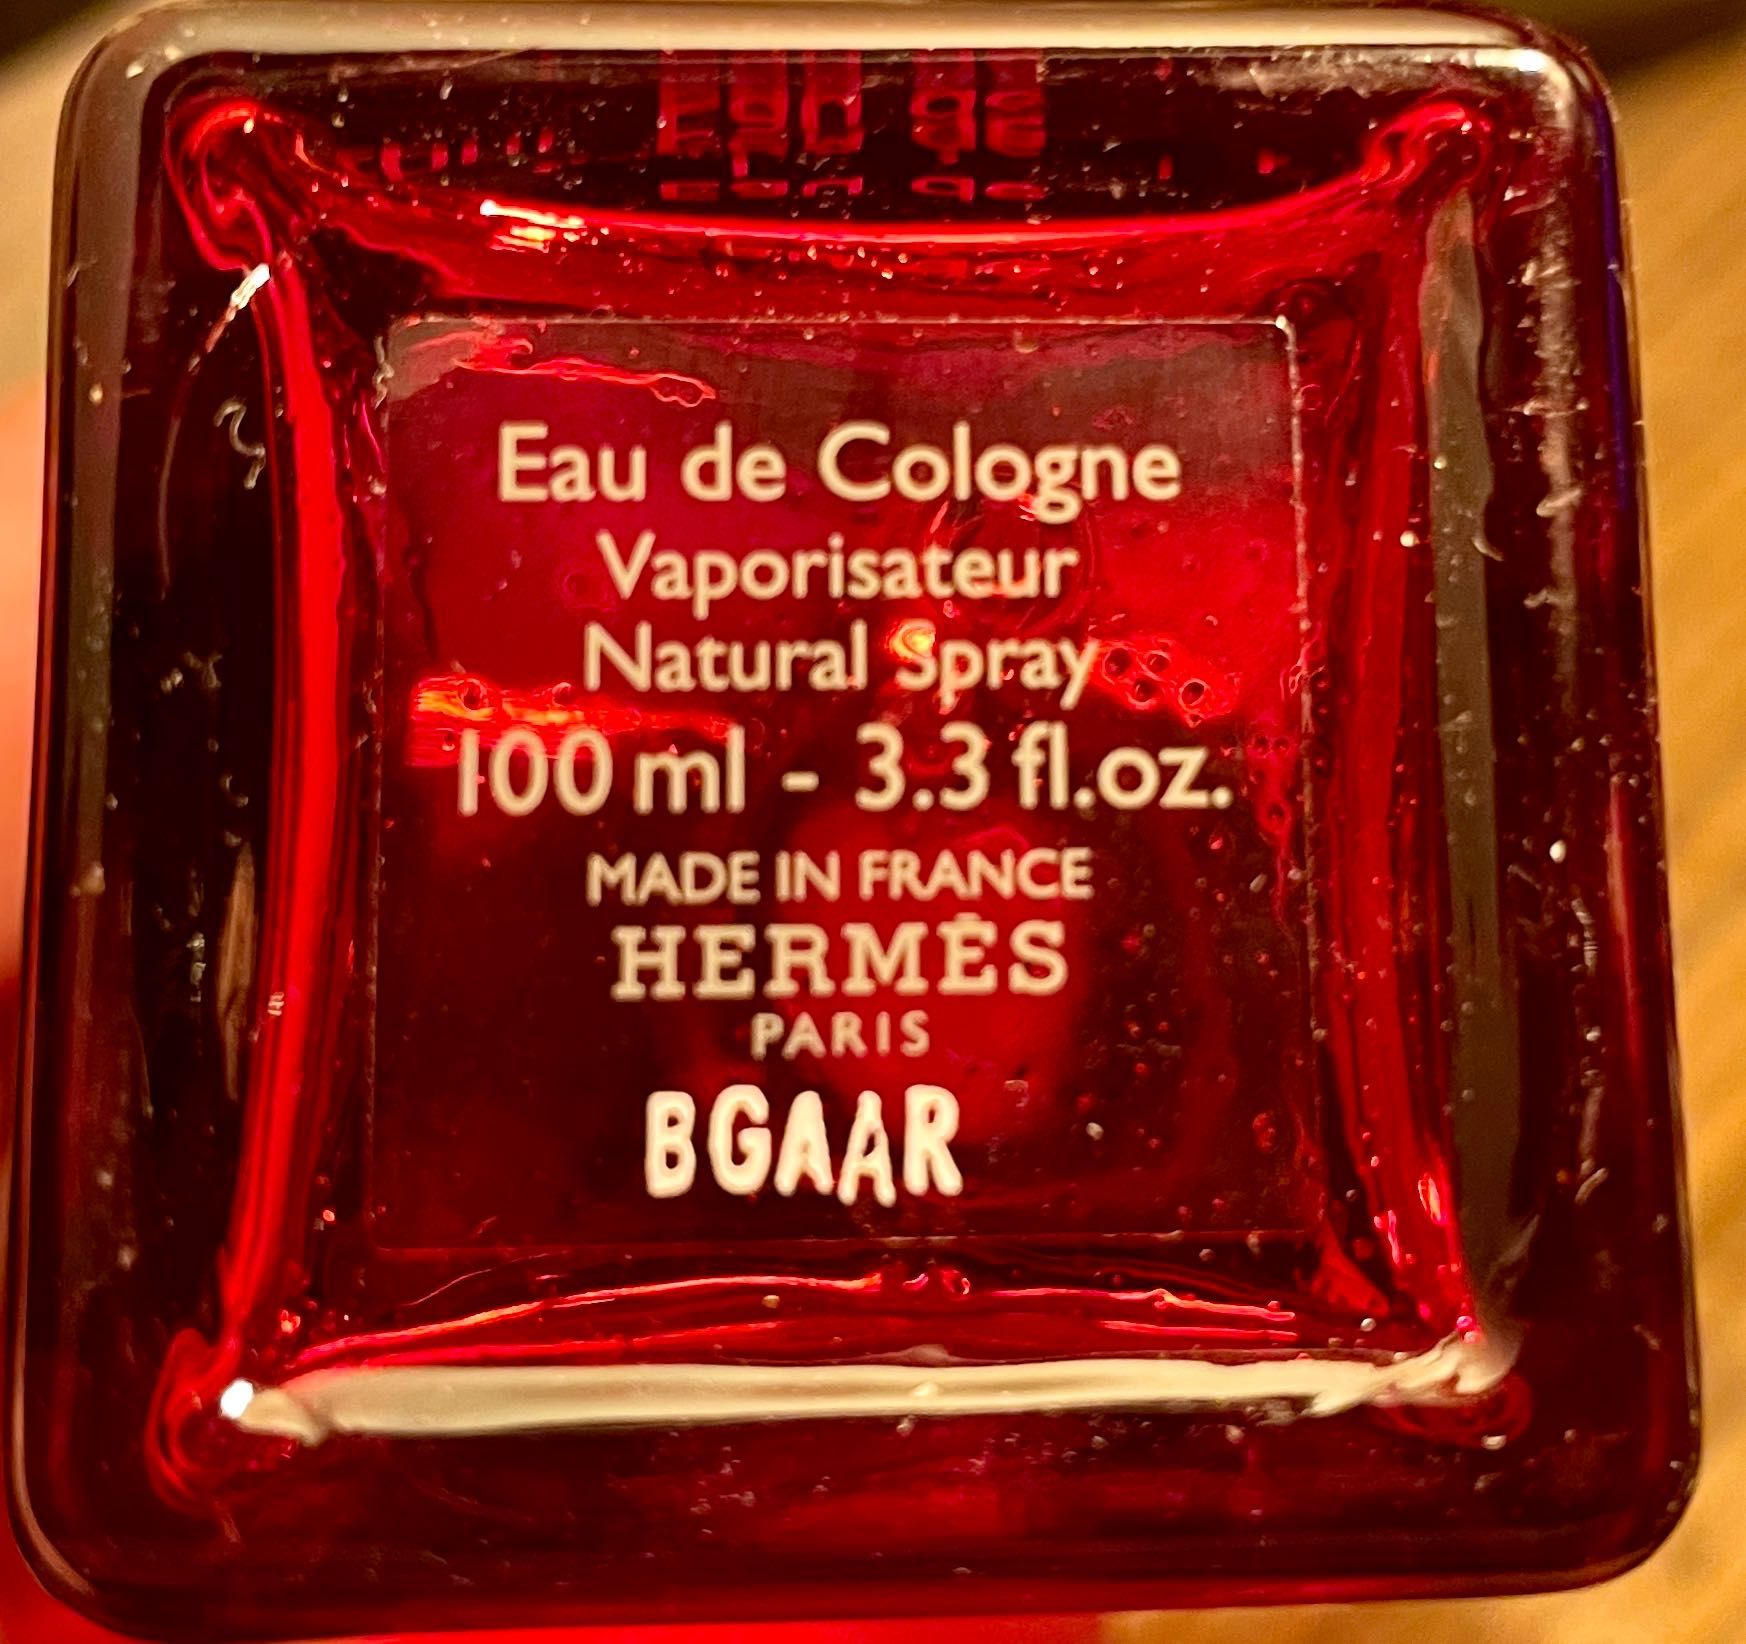 Eau de Cologne
Vaporisateur
Natural Spray
100 ml - 3.3 fl.oz.
MADE IN FRANCE
HERMÈS
PARIS
BGAAR